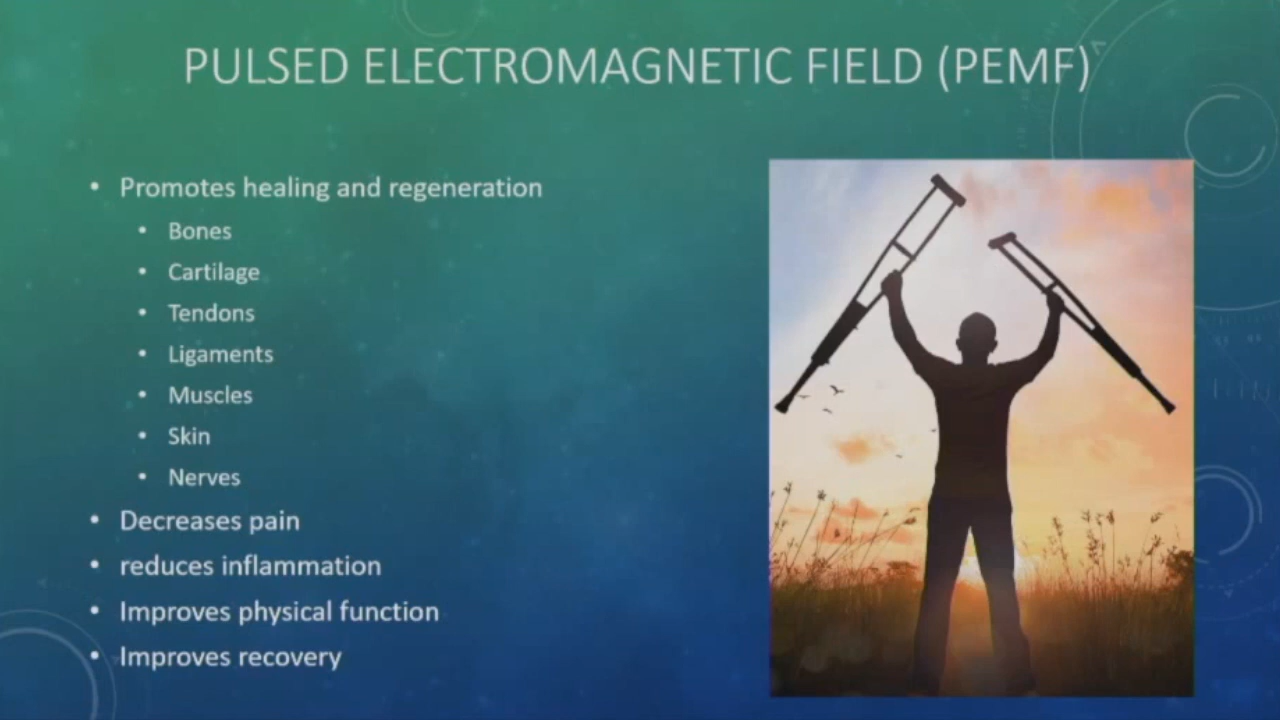 PULSED ELECTROMAGNETIC FIELD (PEMF)
• Promotes healing and regeneration
• Bones
• Cartilage
• Tendons
• Ligaments
• Muscles
• Skin
• Nerves
• Decreases pain
• reduces inflammation
• Improves physical function
• Improves recovery